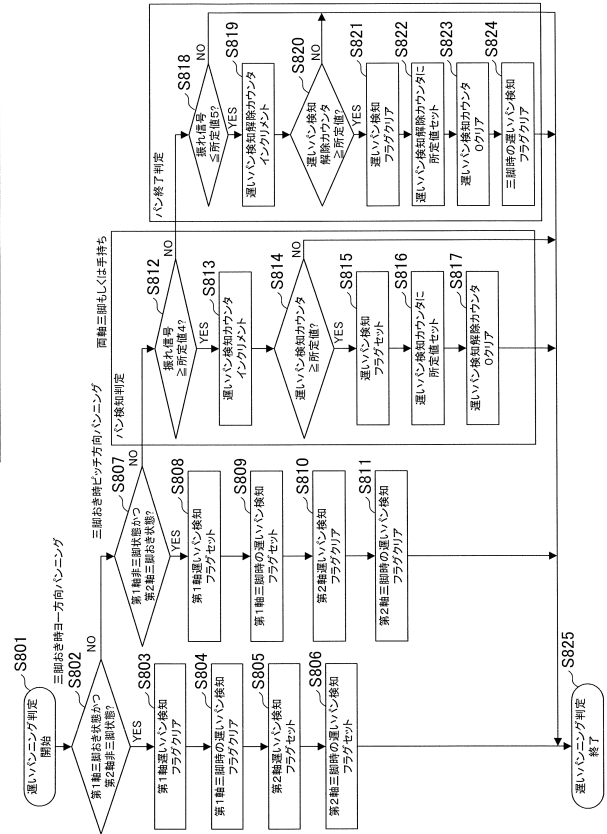 S801
遅いパンニング判定
開始
三脚おき時ヨー方向パンニング
S802
第1軸三脚おき状態かつ
第2軸非三脚状態?
NO
YES
S803
第1軸遅いパン検知
フラグクリア
S804
第1軸三脚時の遅いパン検知
フラグクリア
S805
第2軸遅いパン検知
フラグセット
S806
第2軸三脚時の遅いパン検知
フラグセット
三脚おき時ピッチ方向パンニング
S807
第1軸非三脚状態かつ
第2軸三脚おき状態?
NO
YES
S808
第1軸遅いパン検知
フラグセット
S809
第1軸三脚時の遅いパン検知
フラグセット
S810
第2軸遅いパン検知
フラグクリア
S811
第2軸三脚時の遅いパン検知
フラグクリア
両軸三脚もしくは手持ち
パン検知判定
S812
振れ信号
≧所定値4?
NO
YES
S813
遅いパン検知カウンタ
インクリメント
S814
遅いパン検知カウンタ
≧所定値?
NO
YES
S815
遅いパン検知
フラグセット
S816
遅いパン検知カウンタに
所定値セット
S817
遅いパン検知解除カウンタ
0クリア
パン終了判定
S818
振れ信号
≦所定値5?
NO
YES
S819
遅いパン検知解除カウンタ
インクリメント
S820
遅いパン検知
解除カウンタ
≧所定値?
NO
YES
S821
遅いパン検知
フラグクリア
S822
遅いパン検知解除カウンタに
所定値セット
S823
遅いパン検知カウンタ
0クリア
S824
三脚時の遅いパン検知
フラグクリア
S825
遅いパンニング判定
終了